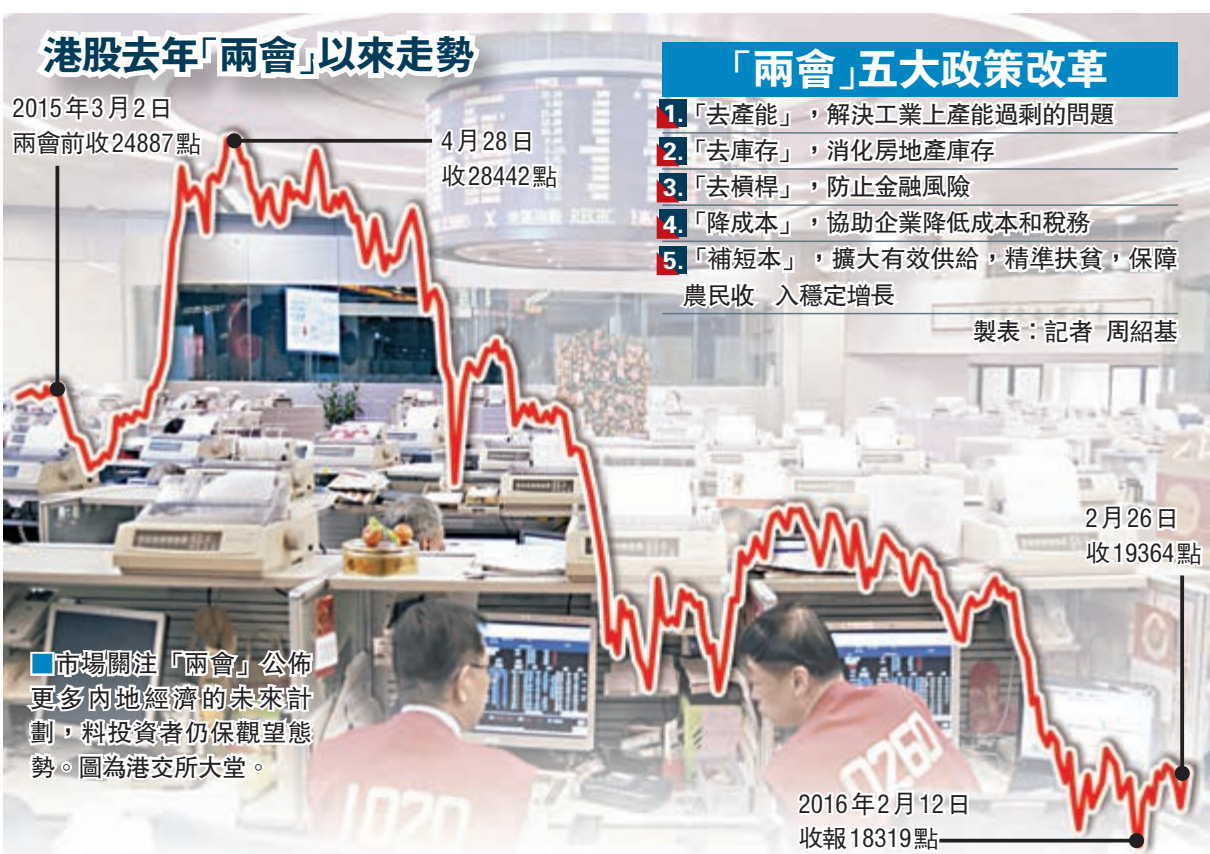 港股去年「兩會」以來走勢
2015年3月2日
兩會前收24887點
4月28日
收28442點
「兩會」五大政策改革
1.「去產能」，解決工業上產能過剩的問題
2.「去庫存」，消化房地產庫存
3.「去槓桿」，防止金融風險
4.「降成本」，協助企業降低成本和稅務
5.「補短本」，擴大有效供給，精準扶貧，保障
農民收　入穩定增長
製表：記者 周紹基
2月26日
收19364點
■市場關注「兩會」公佈
更多內地經濟的未來計
劃，料投資者仍保觀望態
勢。圖為港交所大堂。
2016年2月12日
收報18319點
1020
0260